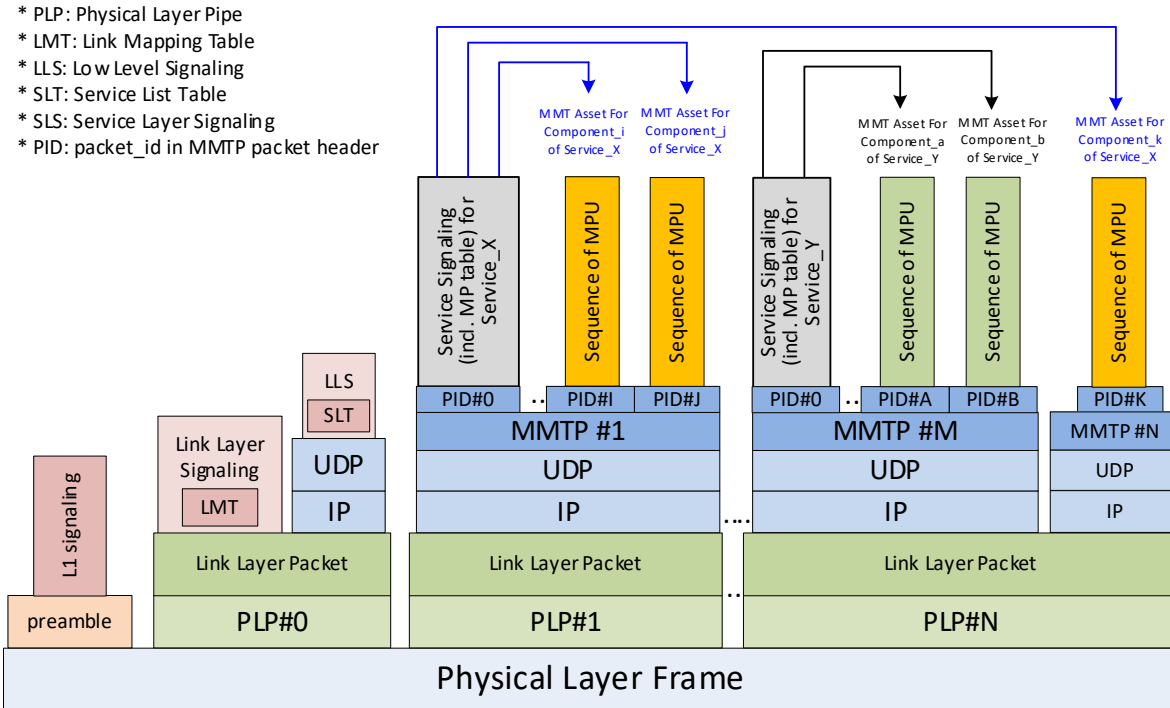 * PLP: Physical Layer Pipe
* LMT: Link Mapping Table
* LLS: Low Level Signaling
* SLT: Service List Table
* SLS: Service Layer Signaling
* PID: packet_id in MMTP packet header
MMT Asset For
Component_i
of Service_X
MMT Asset For
Component_j
of Service_X
MMT Asset For
Component_a
of Service_Y
MMT Asset For
Component_b
of Service_Y
MMT Asset For
Component_k
of Service_X
Service Signaling
(incl. MP table) for
Service_X
Sequence of MPU
Sequence of MPU
Service Signaling
(incl. MP table) for
Service_Y
Sequence of MPU
Sequence of MPU
Sequence of MPU
LLS
SLT
PID#0
..
PID#I
PID#J
PID#0
..
PID#A
PID#B
PID#K
Link Layer
Signaling
LMT
UDP
IP
MMTP #1
UDP
IP
....
MMTP #M
UDP
IP
MMTP #N
UDP
IP
L1 signaling
preamble
Link Layer Packet
PLP#0
Link Layer Packet
PLP#1
..
Link Layer Packet
PLP#N
Physical Layer Frame